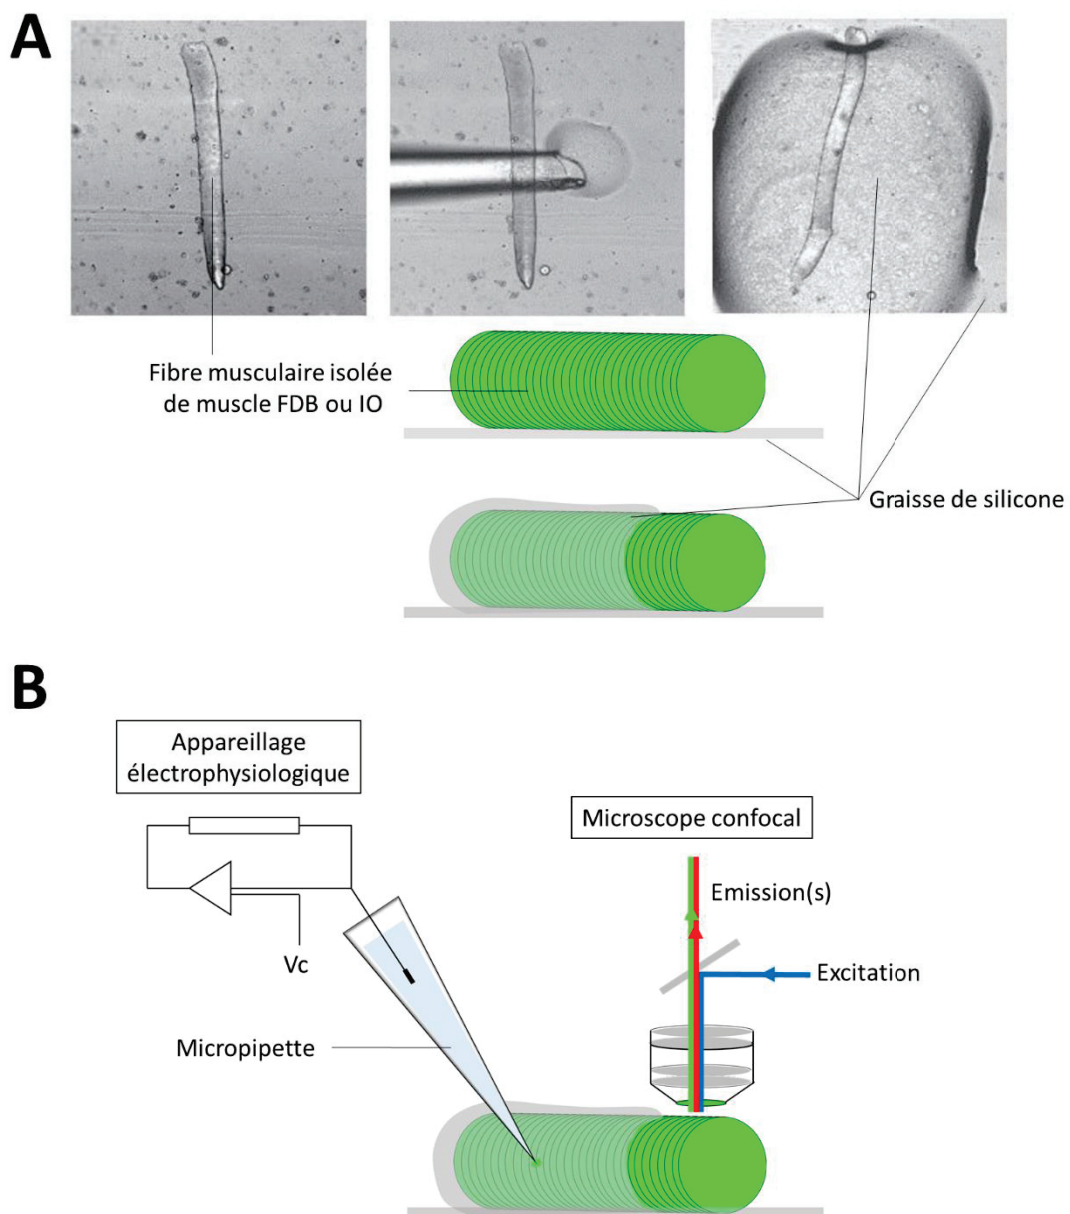 A
Fibre musculaire isolée
de muscle FDB ou IO
Graisse de silicone
B
Appareillage
électrophysiologique
Microscope confocal
Emission(s)
Vc
Excitation
Micropipette